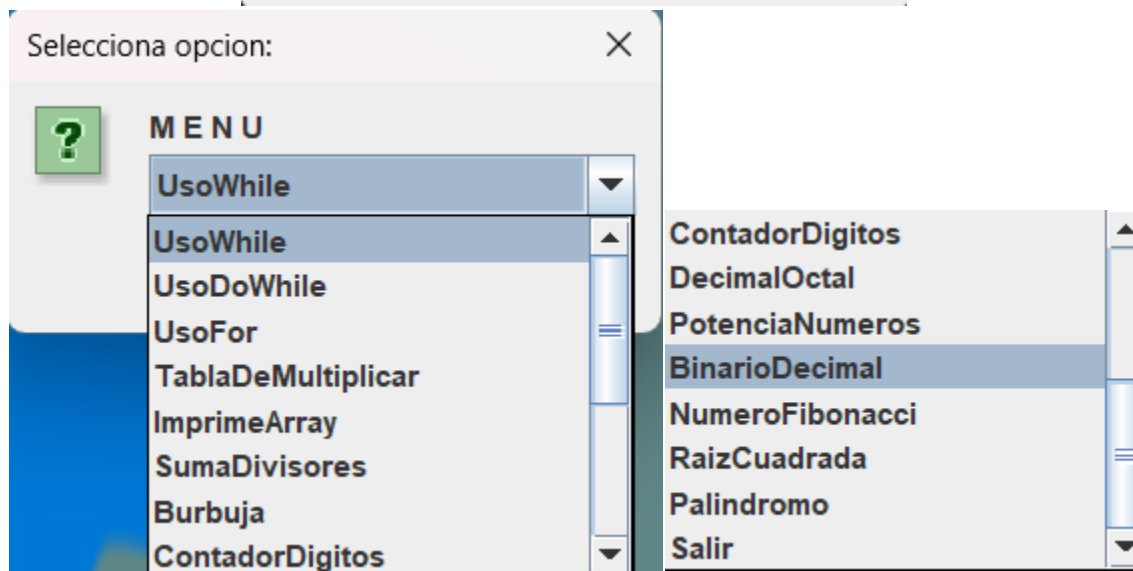 Selecciona opcion:
M E N U
UsoWhile
UsoWhile
UsoDoWhile
UsoFor
TablaDeMultiplicar
ImprimeArray
SumaDivisores
Burbuja
ContadorDigitos
ContadorDigitos
DecimalOctal
PotenciaNumeros
BinarioDecimal
NumeroFibonacci
RaizCuadrada
Palindromo
Salir